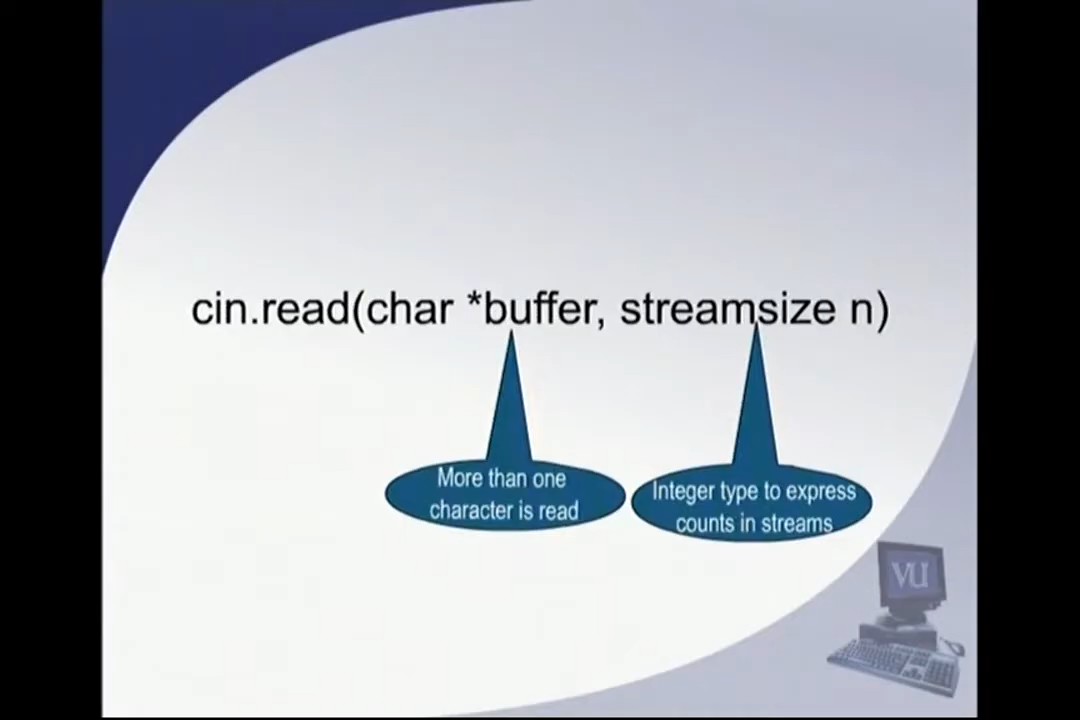 cin.read(char *buffer, streamsize n)
More than one
character is read
Integer type to express
counts in streams
VU